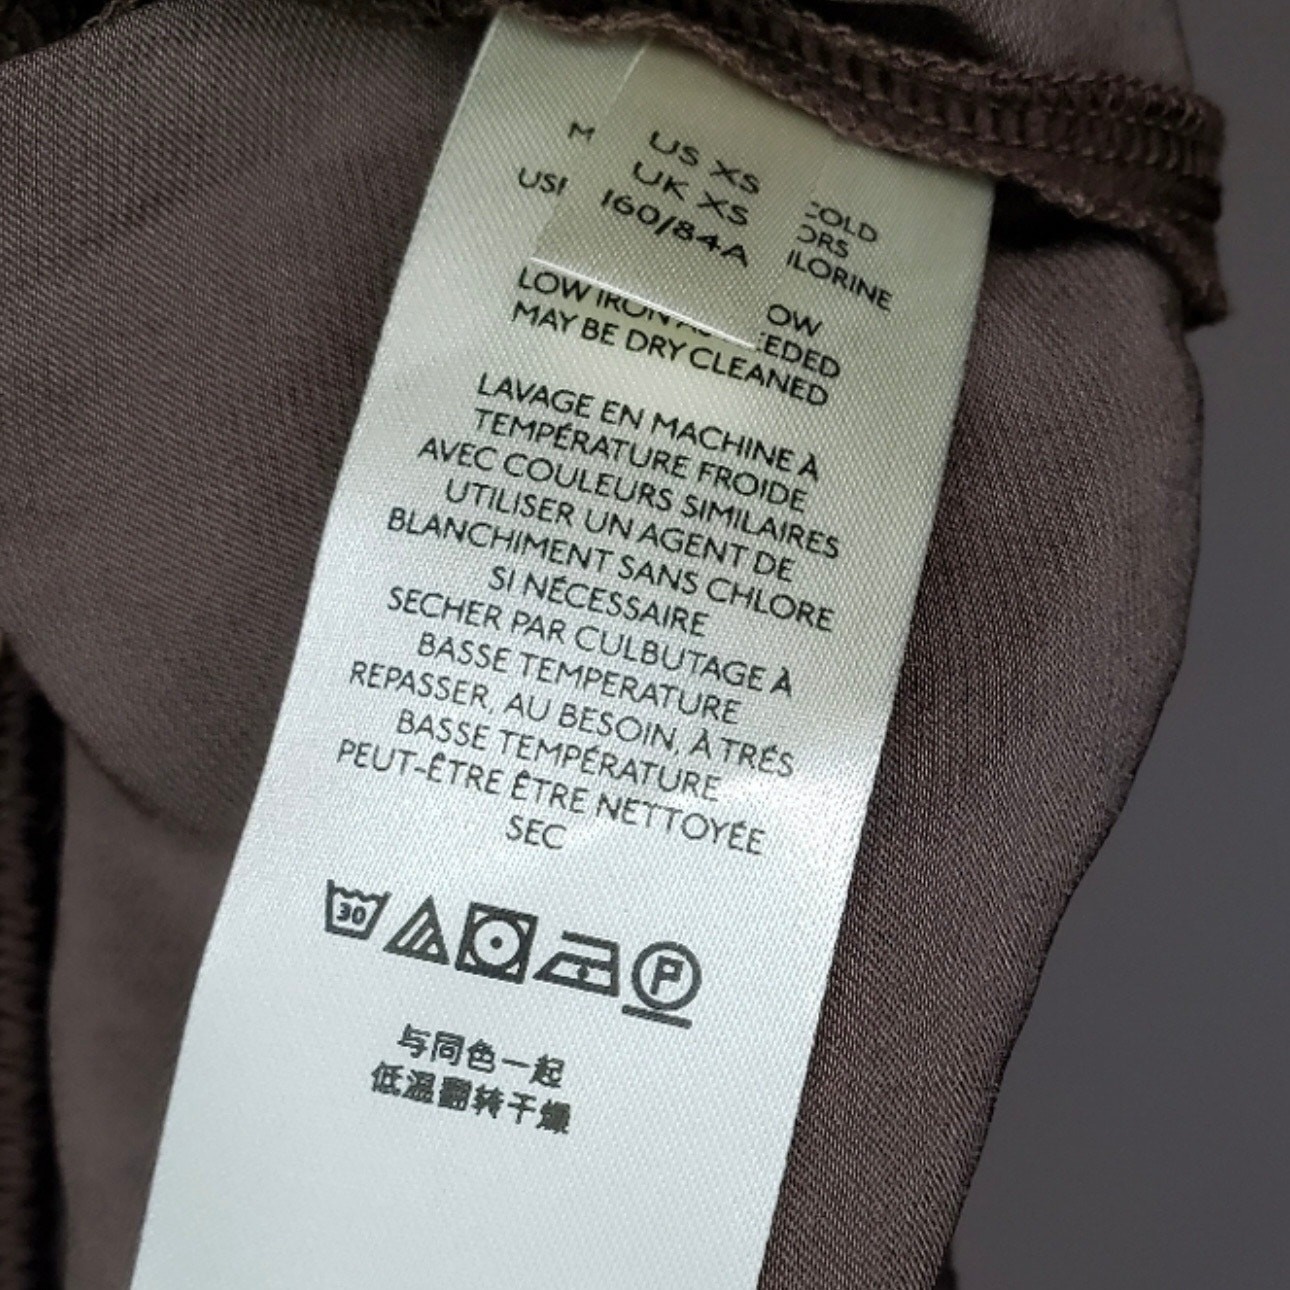 US XS
UK XS
160/84A
LOW IRON
MAY BE DRY CLEANED
LAVAGE EN MACHINE À
TEMPÉRATURE FROIDE
AVEC COULEURS SIMILAIRES
UTILISER UN AGENT DE
BLANCHIMENT SANS CHLORE
SI NÉCESSAIRE
SECHER PAR CULBUTAGE À
BASSE TEMPERATURE
REPASSER, AU BESOIN, À TRÉS
BASSE TEMPÉRATURE
PEUT-ÊTRE ÊTRE NETTOYÉE
SEC
30 P
与同色一起
低温翻转干燥